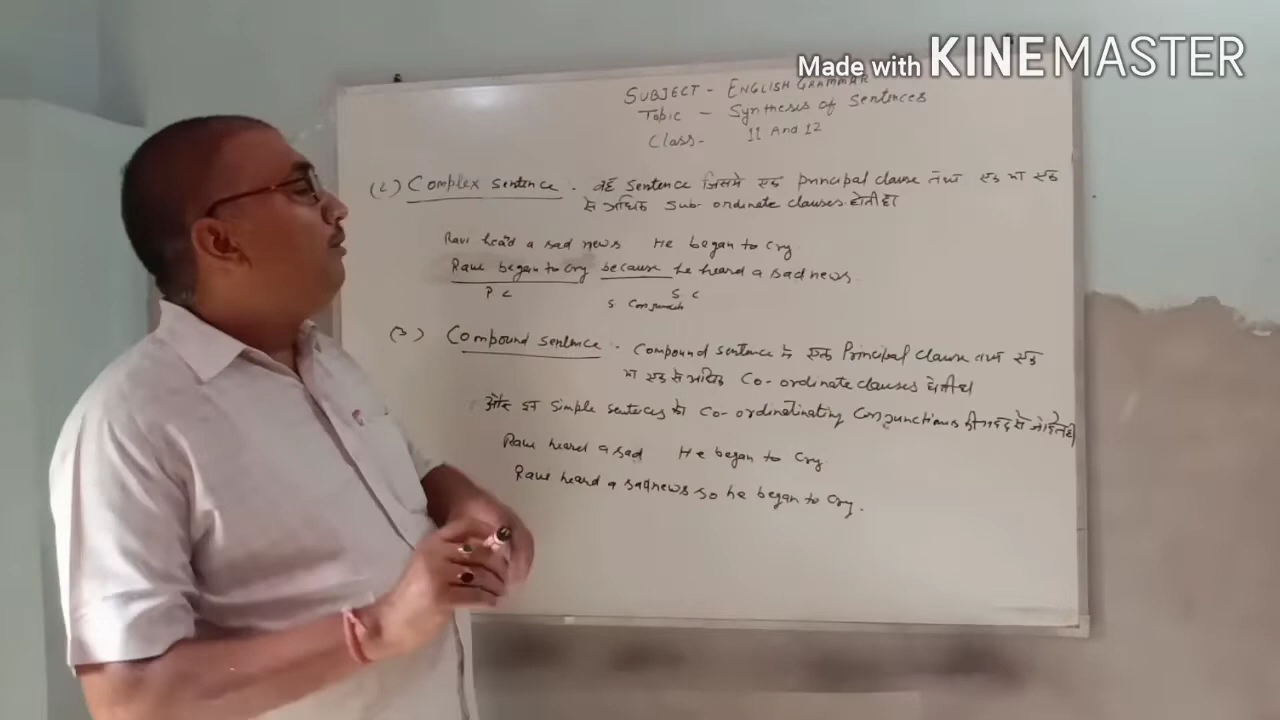 Made with KINEMASTER
SUBJECT - ENGLISH GRAMMAR
Topic - Synthesis of Sentences
Class - 11 And 12
(2) Complex sentence . वह sentence जिसमे एक principal clause तथा एक या एक
से अधिक sub-ordinate clauses होती है।
Ravi heard a sad news He began to cry
Ravi began to cry because he heard a sad news
P C S C
S Conjunction
(3) Compound sentence . Compound sentence मे एक Principal clause तथा एक
या एक से अधिक Co-ordinate clauses होती है।
और इन simple sentences को Co-ordinatinating Conjunctions की मदद से जोड़ते है।
Ravi heard a sad He began to cry
Ravi heard a sad news so he began to cry.